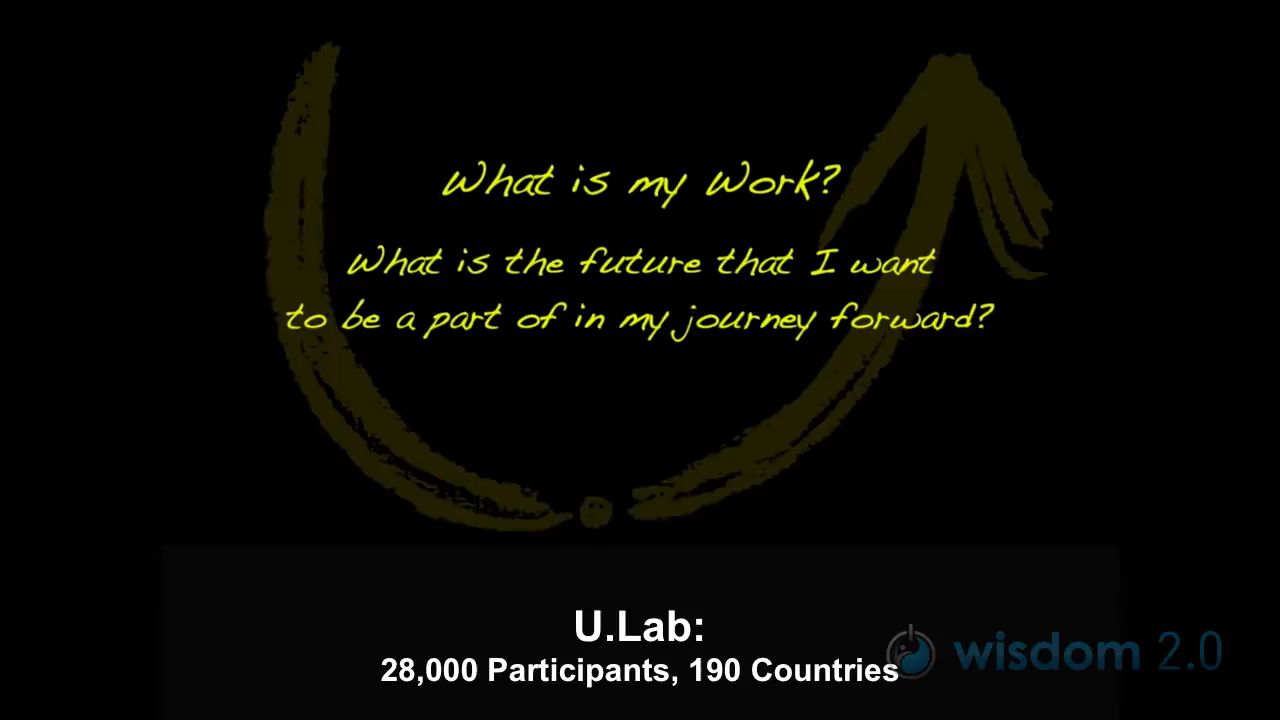 What is my Work?
What is the future that I want
to be a part of in my journey forward?
U.Lab:
28,000 Participants, 190 Countries
wisdom 2.0